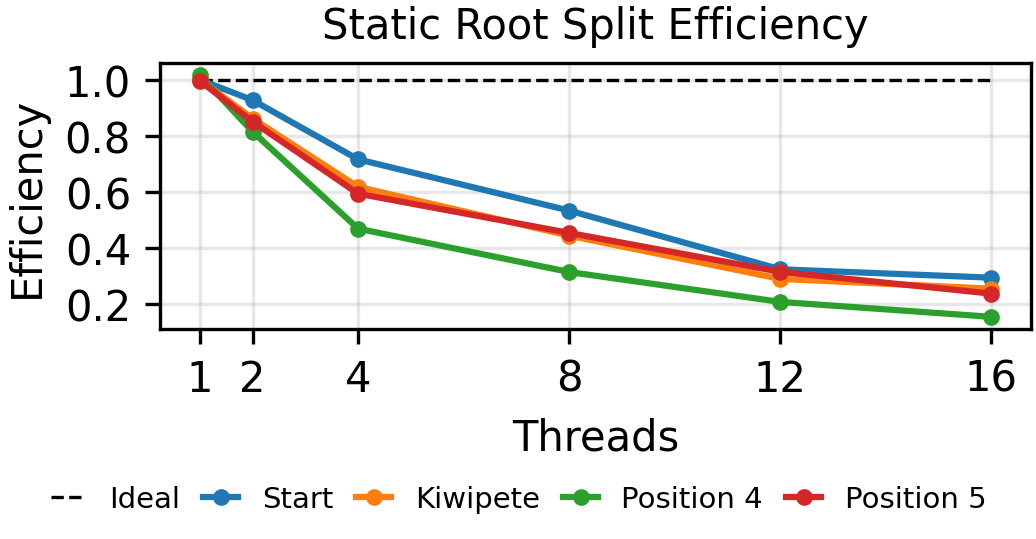 Static Root Split Efficiency
Efficiency
1.0
0.8
0.6
0.4
0.2
1 2 4 8 12 16
Threads
Ideal Start Kiwipete Position 4 Position 5